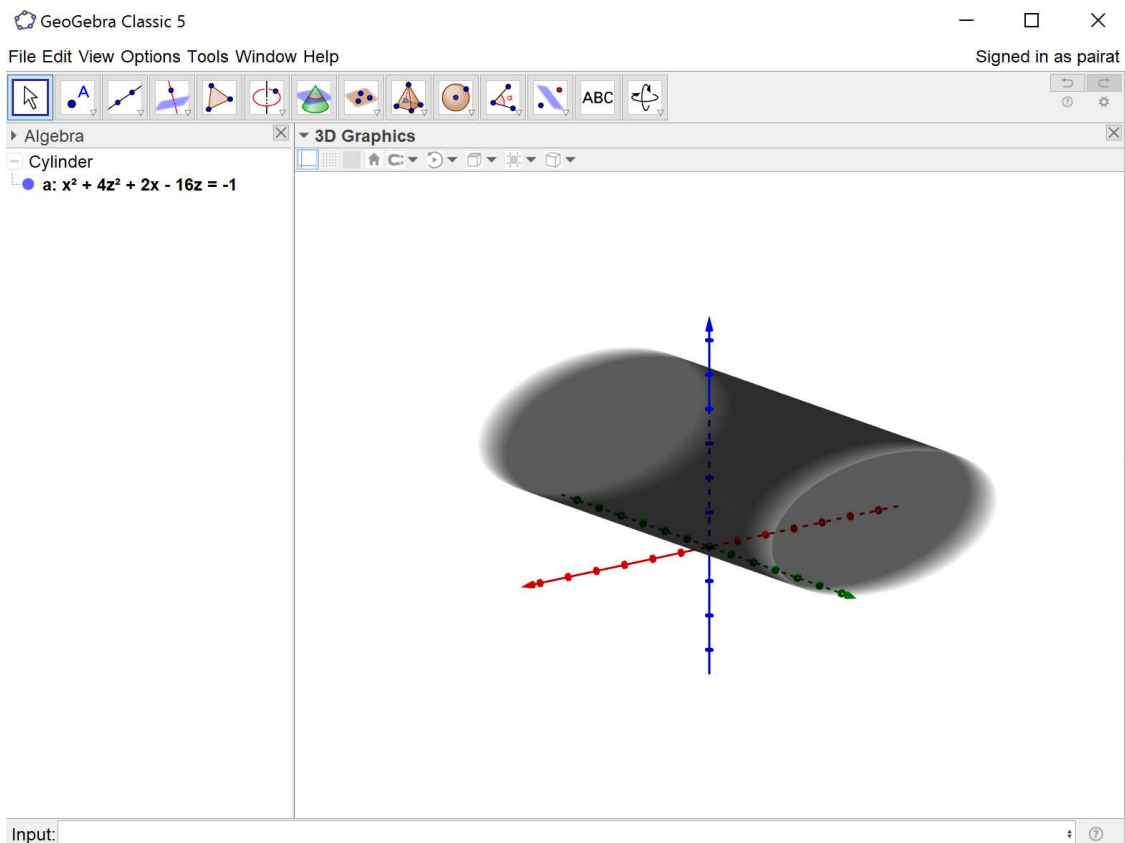 GeoGebra Classic 5
File Edit View Options Tools Window Help
Signed in as pairat
A
α
ABC
Algebra
3D Graphics
Cylinder
a: x² + 4z² + 2x - 16z = -1
Input: